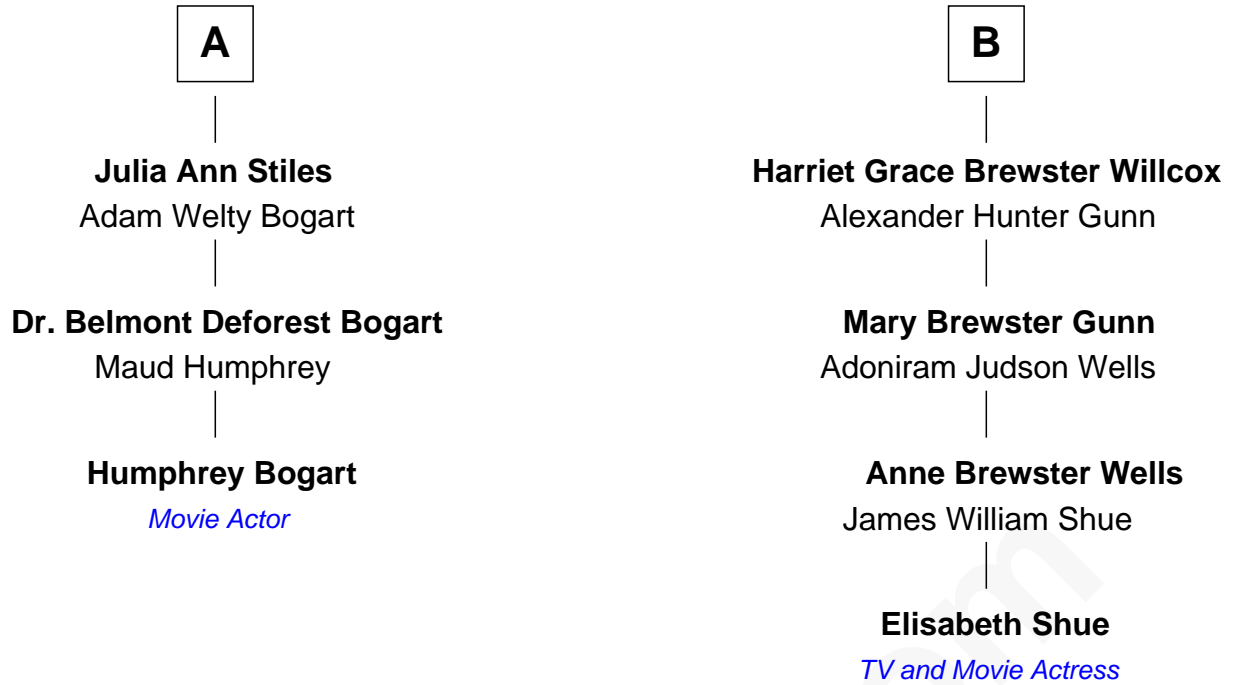 A
Julia Ann Stiles
Adam Welty Bogart
Dr. Belmont Deforest Bogart
Maud Humphrey
Humphrey Bogart
Movie Actor
B
Harriet Grace Brewster Willcox
Alexander Hunter Gunn
Mary Brewster Gunn
Adoniram Judson Wells
Anne Brewster Wells
James William Shue
Elisabeth Shue
TV and Movie Actress